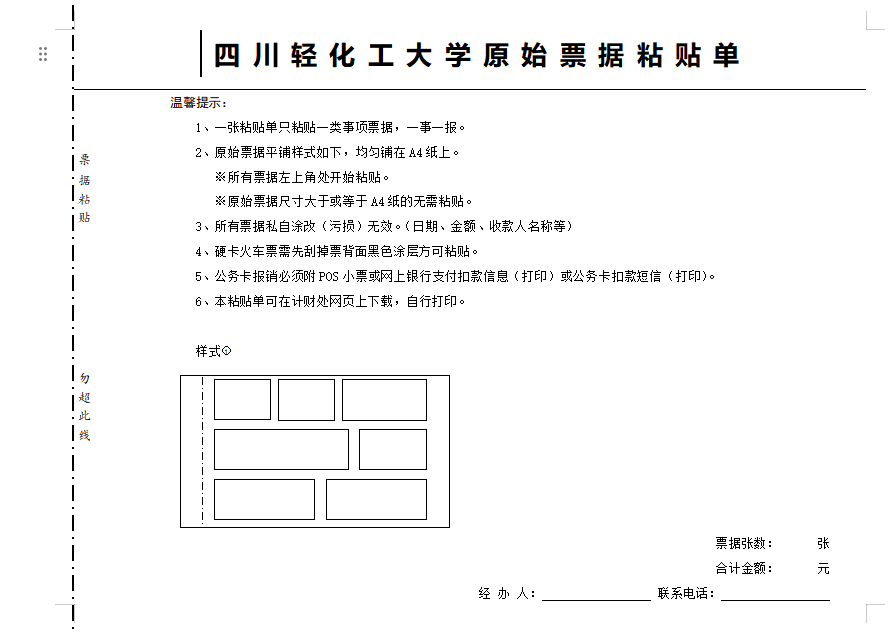 四川轻化工大学原始票据粘贴单
温馨提示：
1、一张粘贴单只粘贴一类事项票据，一事一报。
2、原始票据平铺样式如下，均匀铺在A4纸上。
※所有票据左上角处开始粘贴。
※原始票据尺寸大于或等于A4纸的无需粘贴。
3、所有票据私自涂改（污损）无效。（日期、金额、收款人名称等）
4、硬卡火车票需先刮掉票背面黑色涂层方可粘贴。
5、公务卡报销必须附POS小票或网上银行支付扣款信息（打印）或公务卡扣款短信（打印）。
6、本粘贴单可在计财处网页上下载，自行打印。
票据粘贴
勿超此线
样式①
票据张数： 张
合计金额： 元
经 办 人：________ 联系电话：________